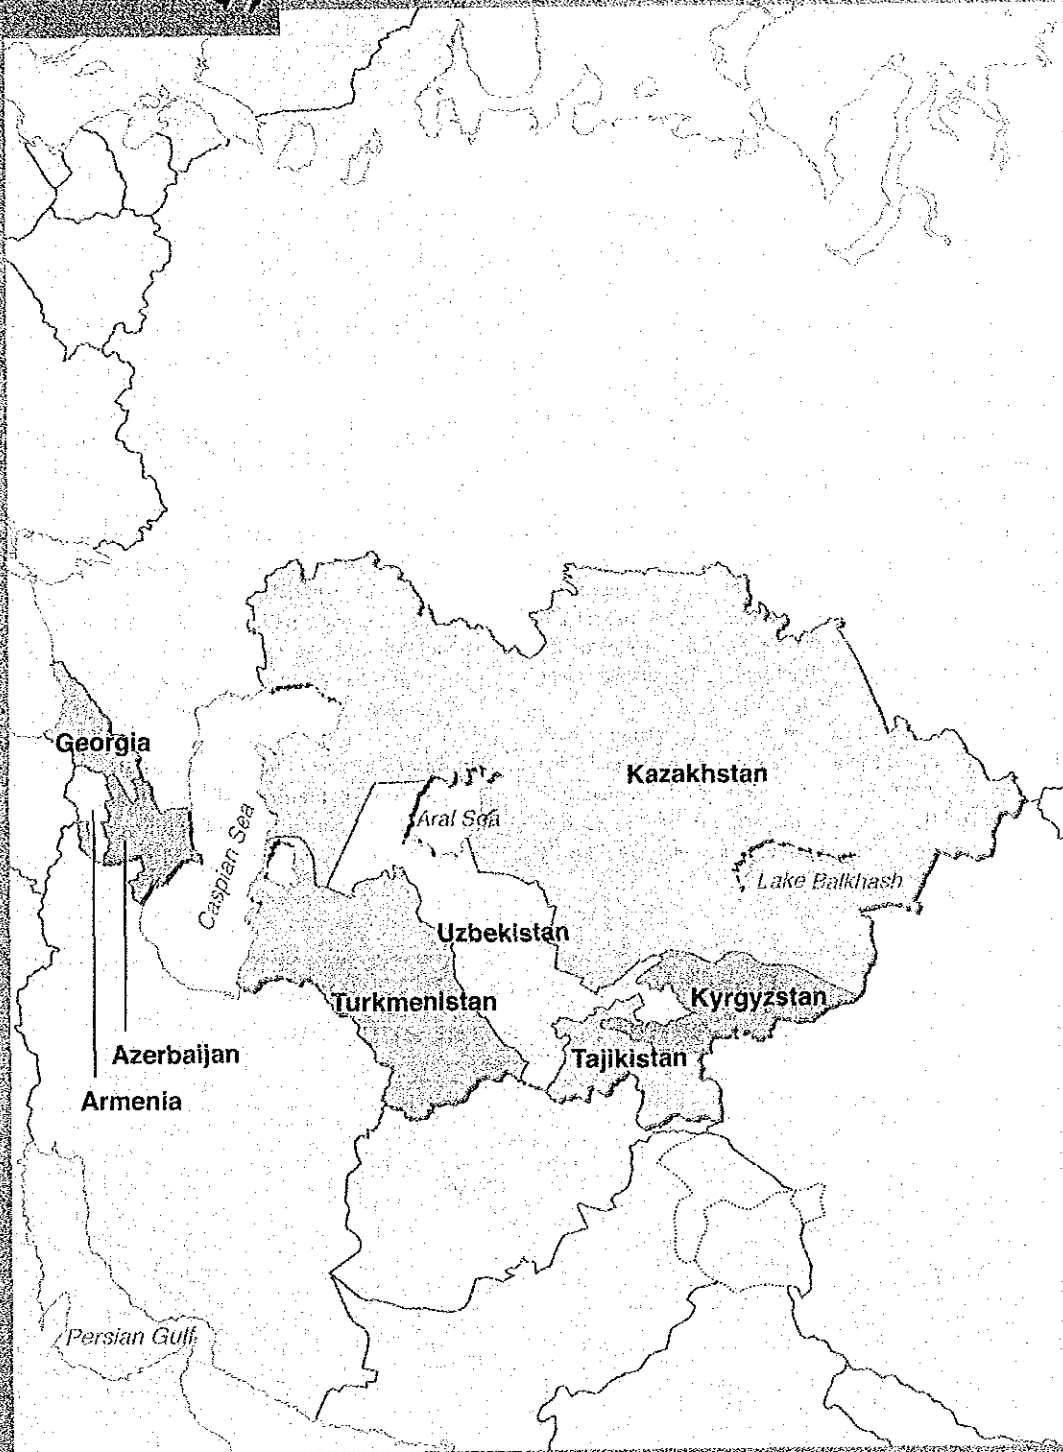 Georgia
Kazakhstan
Aral Sea
Caspian Sea
Lake Balkhash
Uzbekistan
Kyrgyzstan
Turkmenistan
Azerbaijan
Tajikistan
Armenia
Persian Gulf